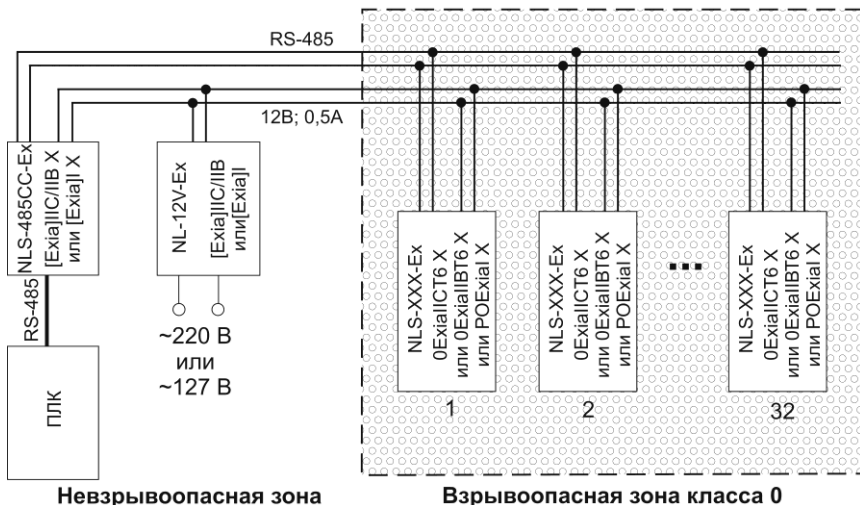 RS-485
12В; 0,5А
NLS-485CC-Ex
[Exia]IIC/IIB X
или [Exia]I X
NL-12V-Ex
[Exia]IIC/IIB
или[Exia]I
RS-485
ПЛК
~220 В
или
~127 В
NLS-XXX-Ex
0ExiaIICT6 X
или 0ExiaIIBT6 X
или POExiaI X
1
NLS-XXX-Ex
0ExiaIICT6 X
или 0ExiaIIBT6 X
или POExiaI X
2
NLS-XXX-Ex
0ExiaIICT6 X
или 0ExiaIIBT6 X
или POExiaI X
32
Невзрывоопасная зона
Взрывоопасная зона класса 0